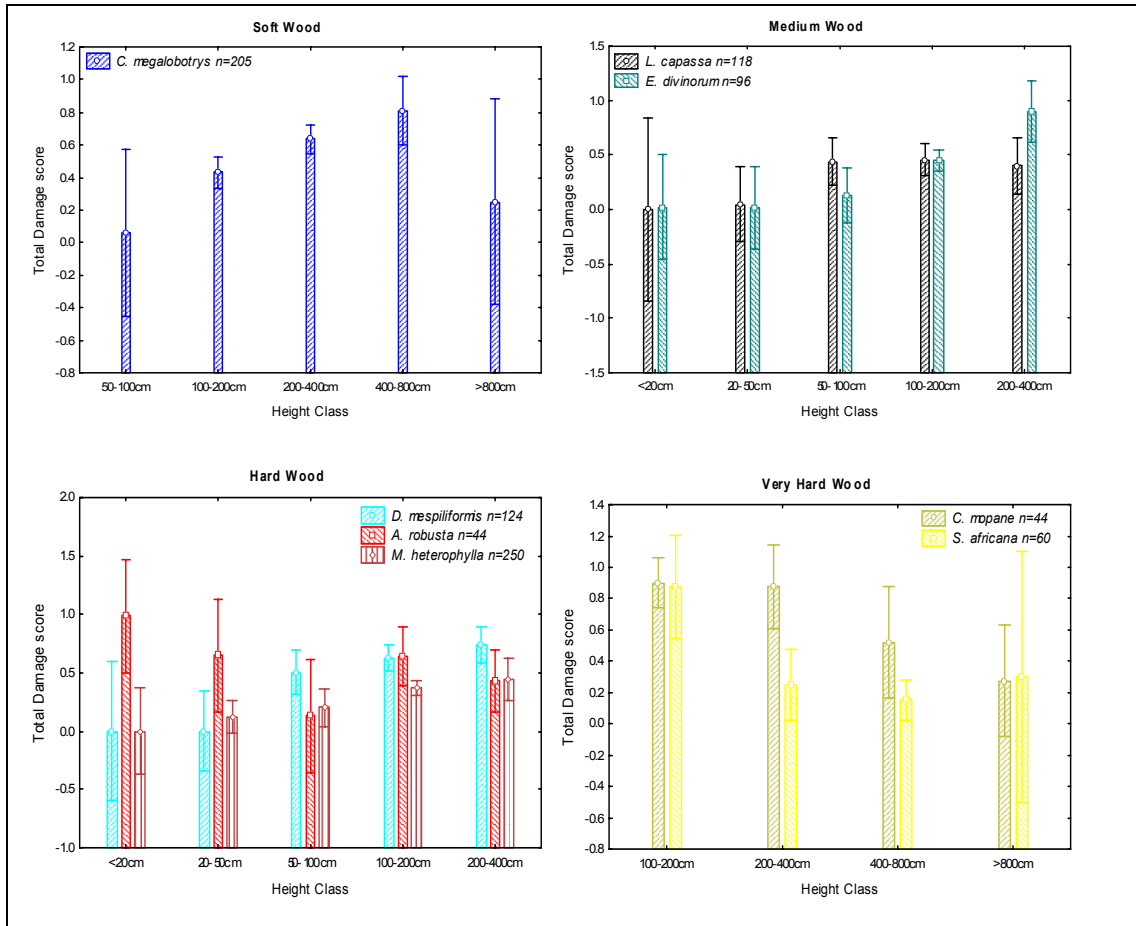 Soft Wood
C. megalobotrys n=205
Total Damage score
1.2
1.0
0.8
0.6
0.4
0.2
0.0
-0.2
-0.4
-0.6
-0.8
50-100cm 100-200cm 200-400cm 400-800cm >800cm
Height Class
Medium Wood
L. capassa n=118
E. divinorum n=96
Total Damage score
1.5
1.0
0.5
0.0
-0.5
-1.0
-1.5
<20cm 20-50cm 50-100cm 100-200cm 200-400cm
Height Class
Hard Wood
D. mespiliformis n=124
A. robusta n=44
M. heterophylla n=250
Total Damage score
2.0
1.5
1.0
0.5
0.0
-0.5
-1.0
<20cm 20-50cm 50-100cm 100-200cm 200-400cm
Height Class
Very Hard Wood
C. mopane n=44
S. africana n=60
Total Damage score
1.4
1.2
1.0
0.8
0.6
0.4
0.2
0.0
-0.2
-0.4
-0.6
-0.8
100-200cm 200-400cm 400-800cm >800cm
Height Class